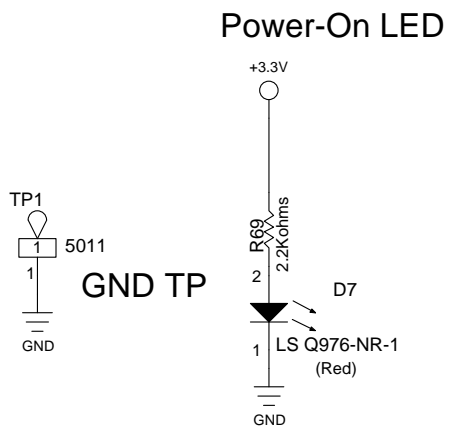 Power-On LED
+3.3V
R69
2.2Kohms
2
D7
1
LS Q976-NR-1
(Red)
GND
TP1
1
5011
1
GND TP
GND